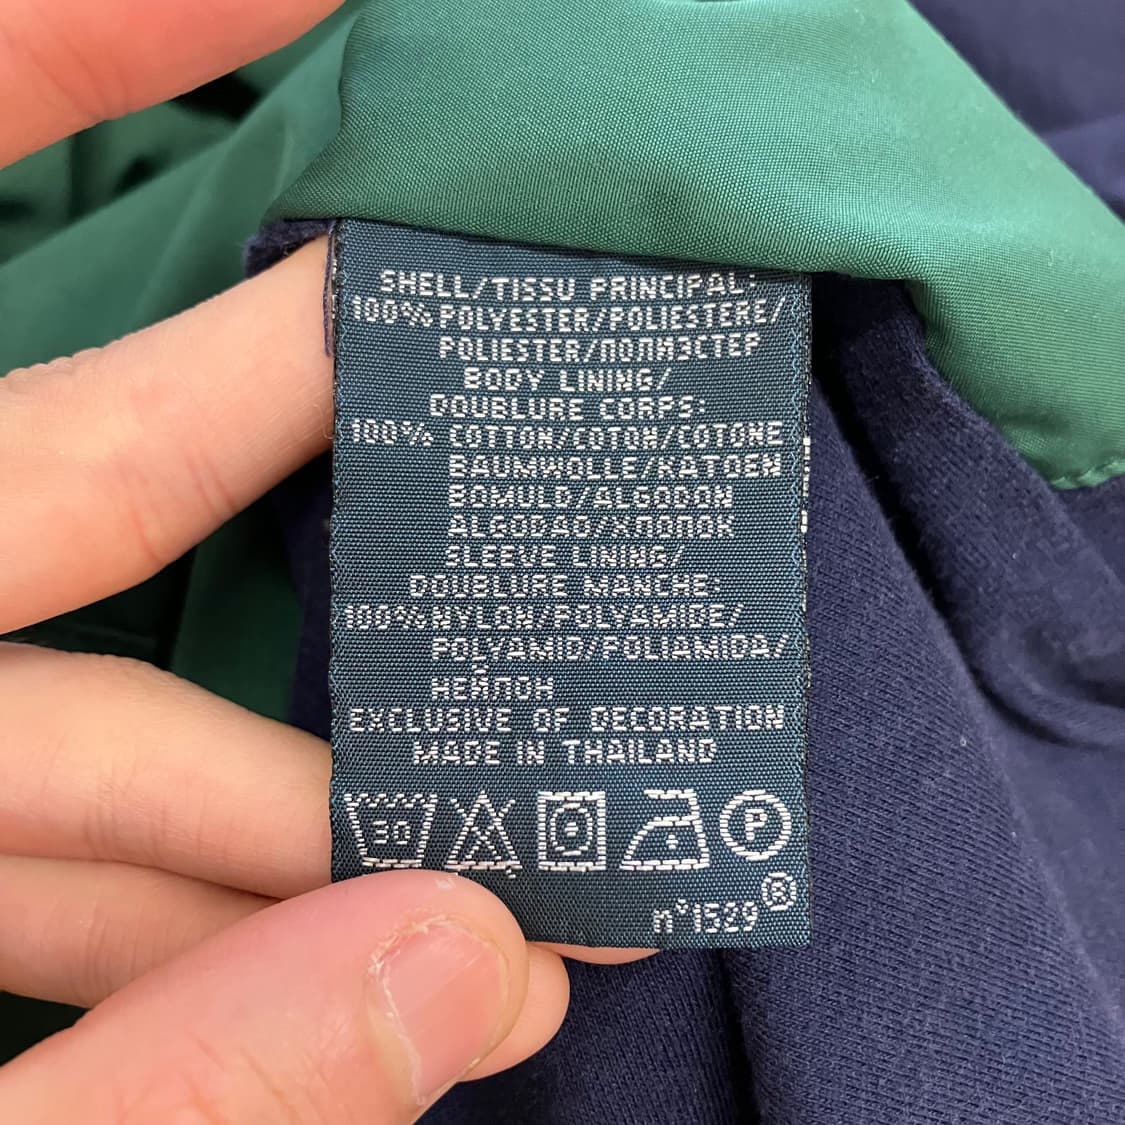 SHELL/TISSU PRINCIPAL:
100% POLYESTER/POLIESTERE/
POLIESTER/ПОЛИЭСТЕР
BODY LINING/
DOUBLURE CORPS:
100% COTTON/COTON/COTONE
BAUMWOLLE/KATOEN
BOMULD/ALGODON
ALGODAO/ХЛОПОК
SLEEVE LINING/
DOUBLURE MANCHE:
100% NYLON/POLYAMIDE/
POLYAMID/POLIAMIDA/
НЕЙЛОН
EXCLUSIVE OF DECORATION
MADE IN THAILAND
30 P
®
n°1529